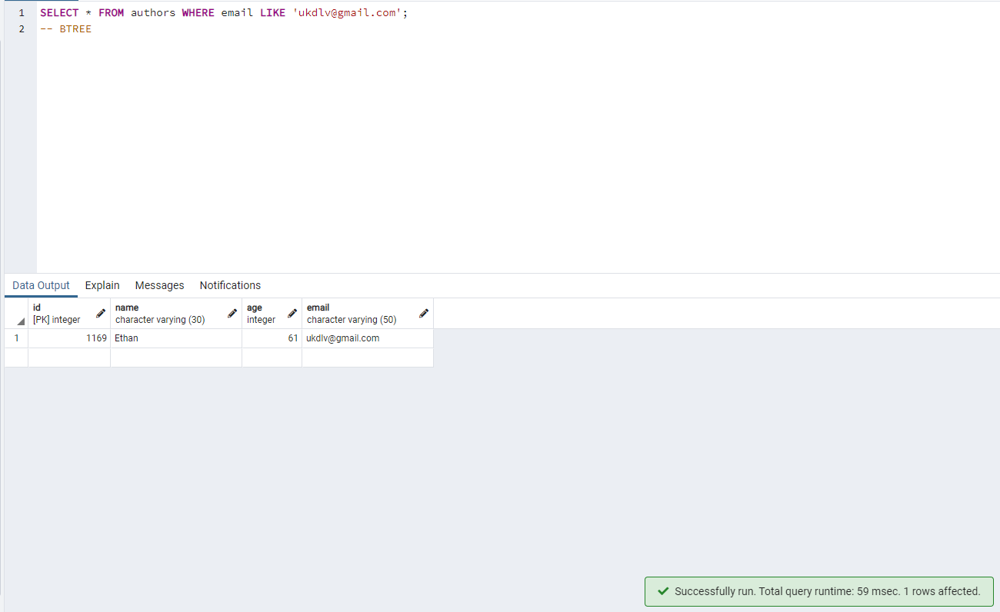 1 SELECT * FROM authors WHERE email LIKE 'ukdlv@gmail.com';
2 -- BTREE
Data Output Explain Messages Notifications
id name age email
[PK] integer character varying (30) integer character varying (50)
1 1169 Ethan 61 ukdlv@gmail.com
Successfully run. Total query runtime: 59 msec. 1 rows affected.